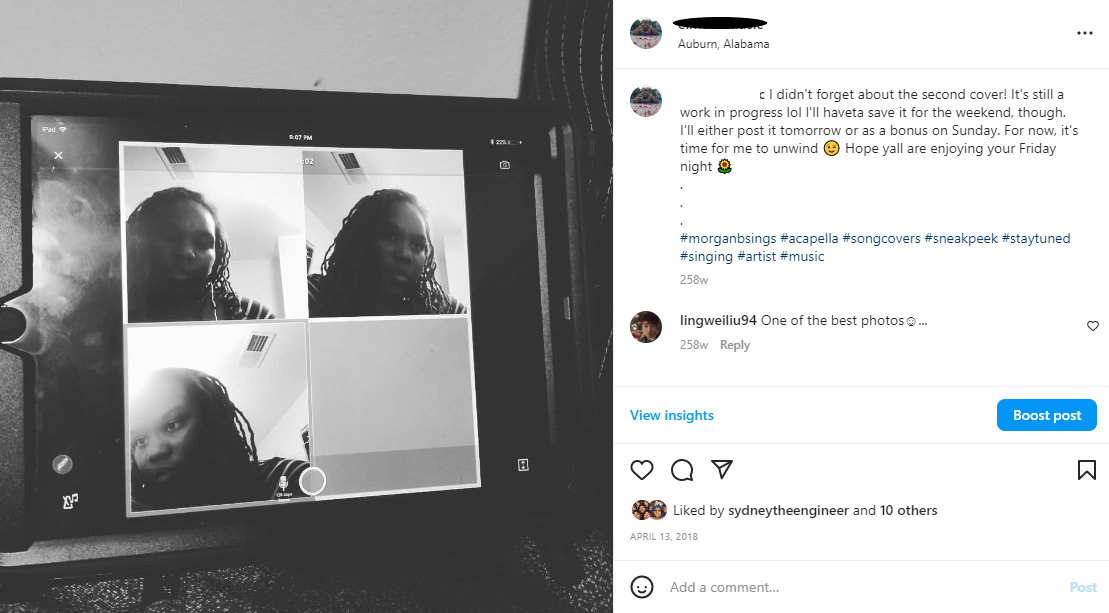 Auburn, Alabama
I didn't forget about the second cover! It's still a
work in progress lol I'll haveta save it for the weekend, though.
I'll either post it tomorrow or as a bonus on Sunday. For now, it's
time for me to unwind 😉 Hope yall are enjoying your Friday
night 🌻
.
.
.
#morganbsings #acapella #songcovers #sneakpeek #staytuned
#singing #artist #music
258w
lingweiliu94 One of the best photos☺...
258w Reply
View insights
Boost post
Liked by sydneytheengineer and 10 others
APRIL 13, 2018
Add a comment...
Post
iPad
9:07 PM
22%
:02